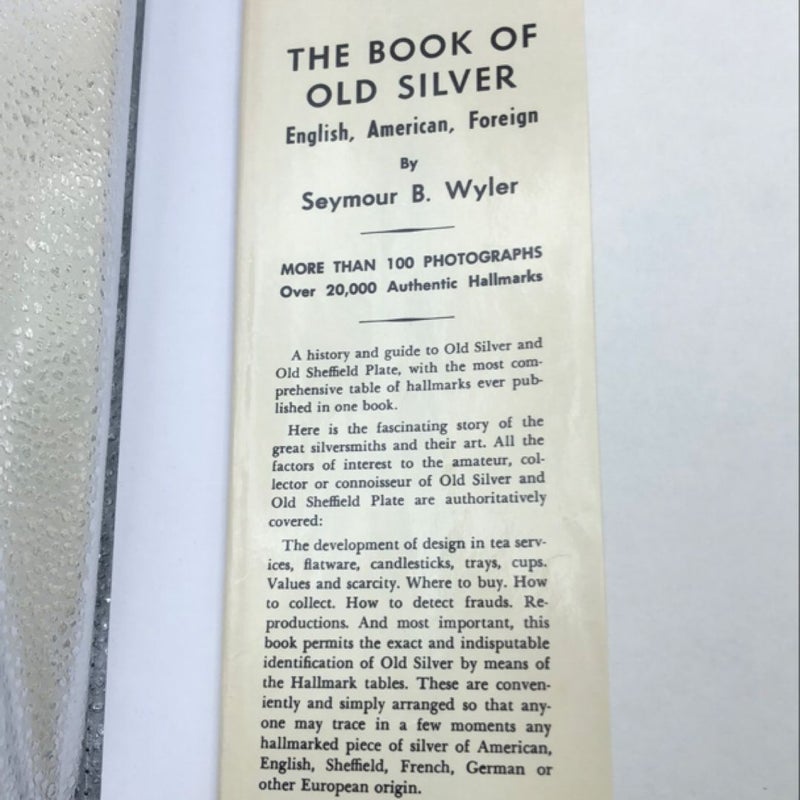 THE BOOK OF
OLD SILVER
English, American, Foreign
By
Seymour B. Wyler
MORE THAN 100 PHOTOGRAPHS
Over 20,000 Authentic Hallmarks
A history and guide to Old Silver and
Old Sheffield Plate, with the most com-
prehensive table of hallmarks ever pub-
lished in one book.
Here is the fascinating story of the
great silversmiths and their art. All the
factors of interest to the amateur, col-
lector or connoisseur of Old Silver and
Old Sheffield Plate are authoritatively
covered:
The development of design in tea serv-
ices, flatware, candlesticks, trays, cups.
Values and scarcity. Where to buy. How
to collect. How to detect frauds. Re-
productions. And most important, this
book permits the exact and indisputable
identification of Old Silver by means of
the Hallmark tables. These are conven-
iently and simply arranged so that any-
one may trace in a few moments any
hallmarked piece of silver of American,
English, Sheffield, French, German or
other European origin.